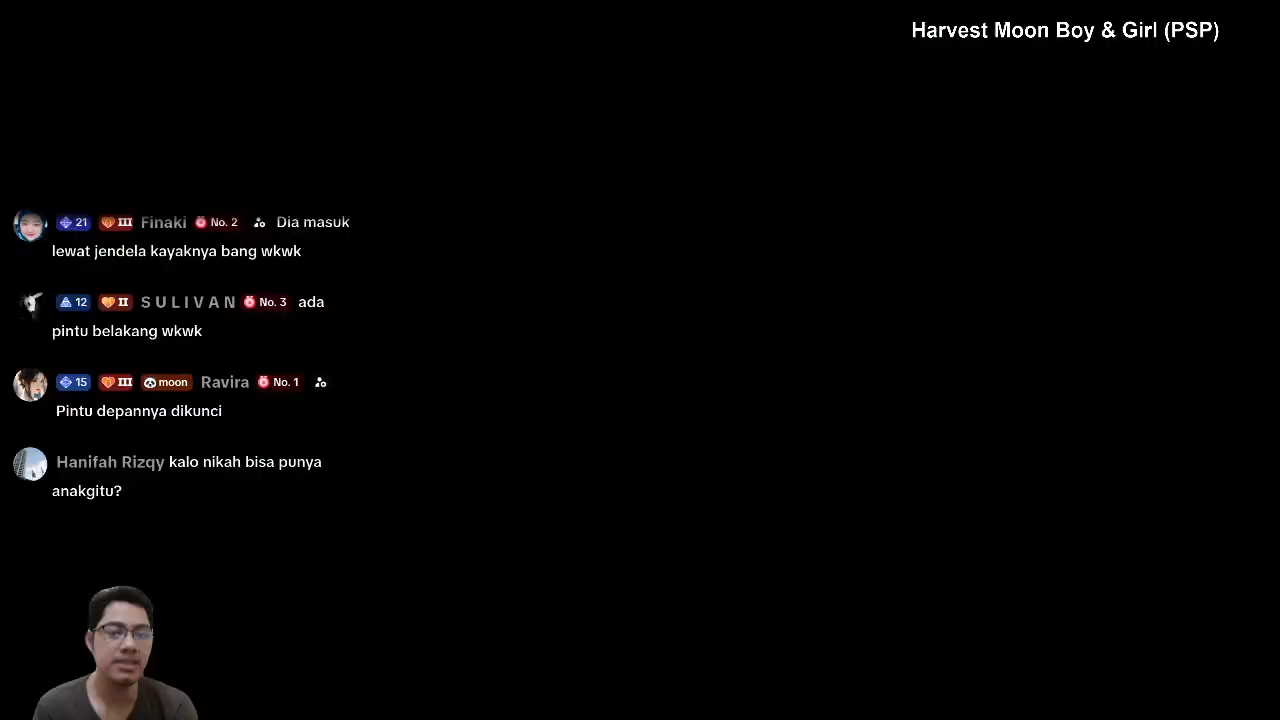 Harvest Moon Boy & Girl (PSP)
21 III Finaki No. 2 Dia masuk
lewat jendela kayaknya bang wkwk
12 II S U L I V A N No. 3 ada
pintu belakang wkwk
15 III moon Ravira No. 1
Pintu depannya dikunci
Hanifah Rizqy kalo nikah bisa punya
anakgitu?